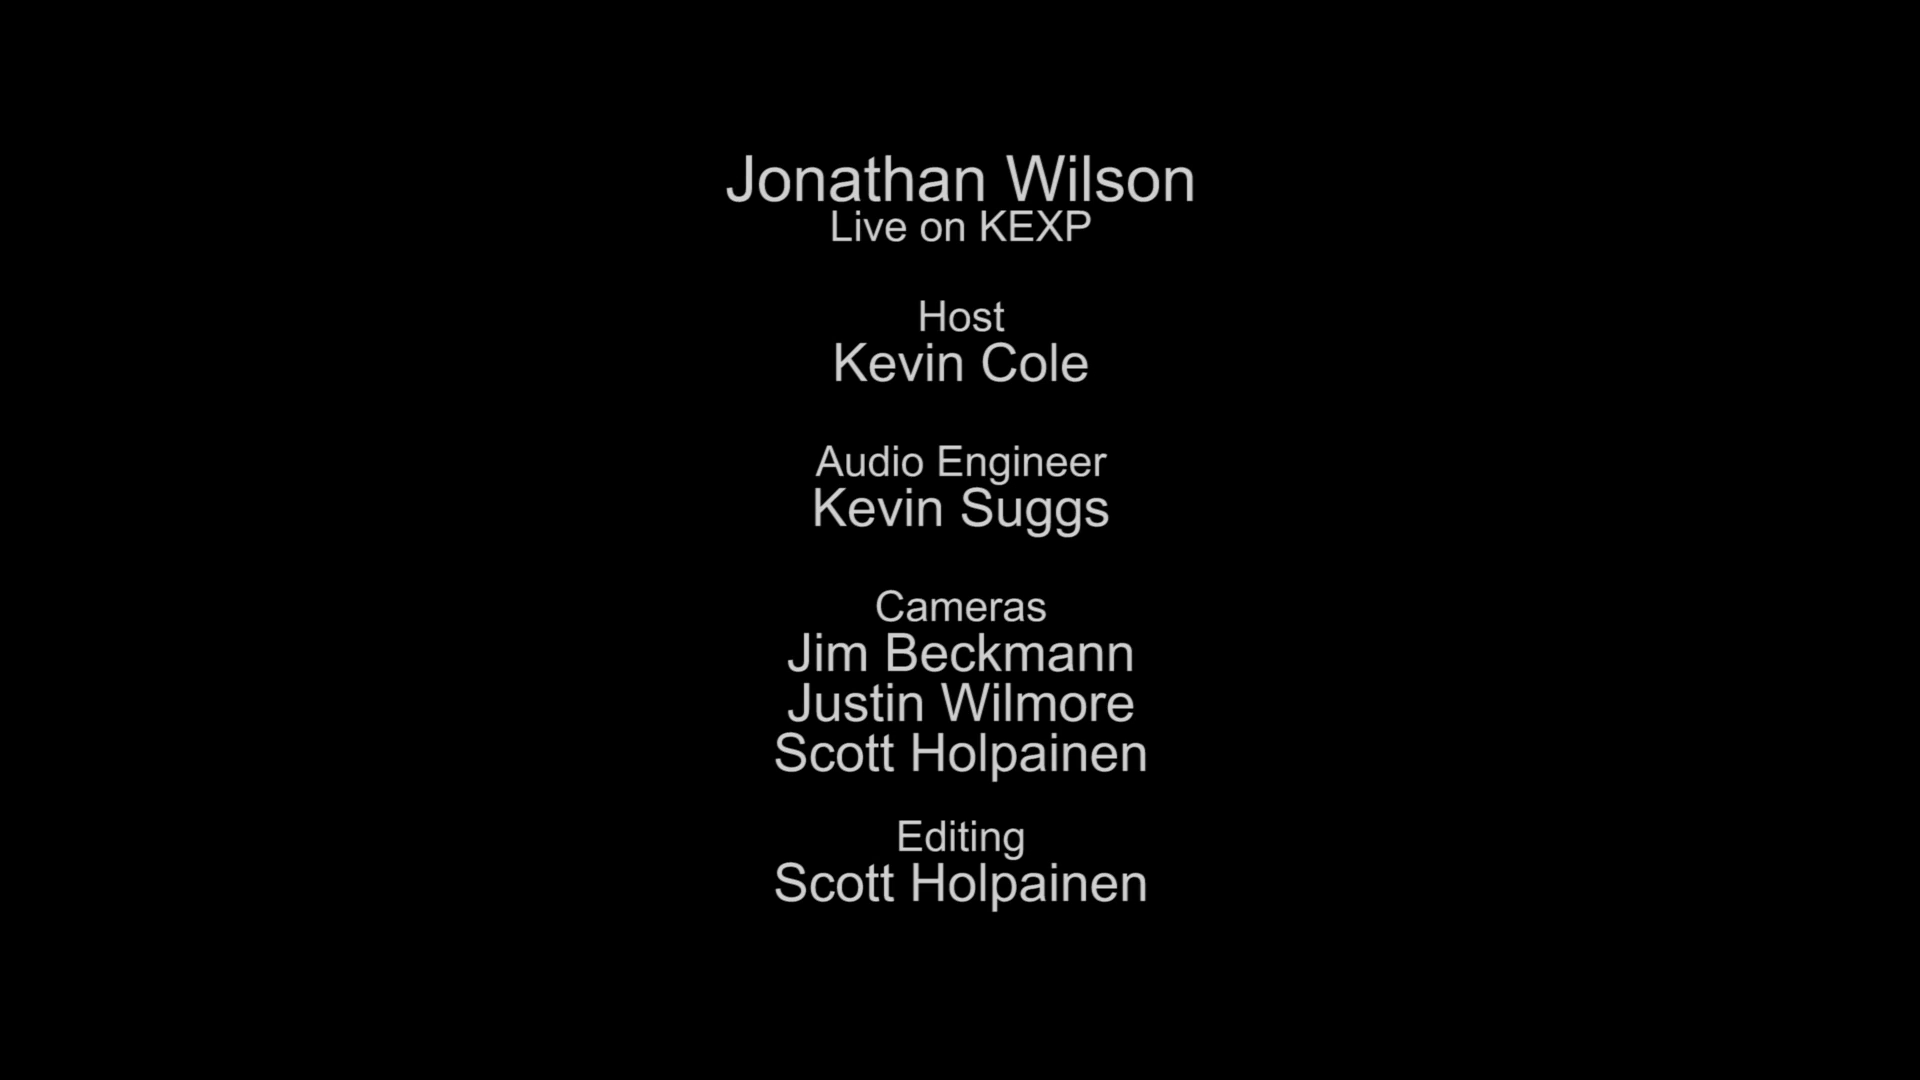 Jonathan Wilson
Live on KEXP
Host
Kevin Cole
Audio Engineer
Kevin Suggs
Cameras
Jim Beckmann
Justin Wilmore
Scott Holpainen
Editing
Scott Holpainen